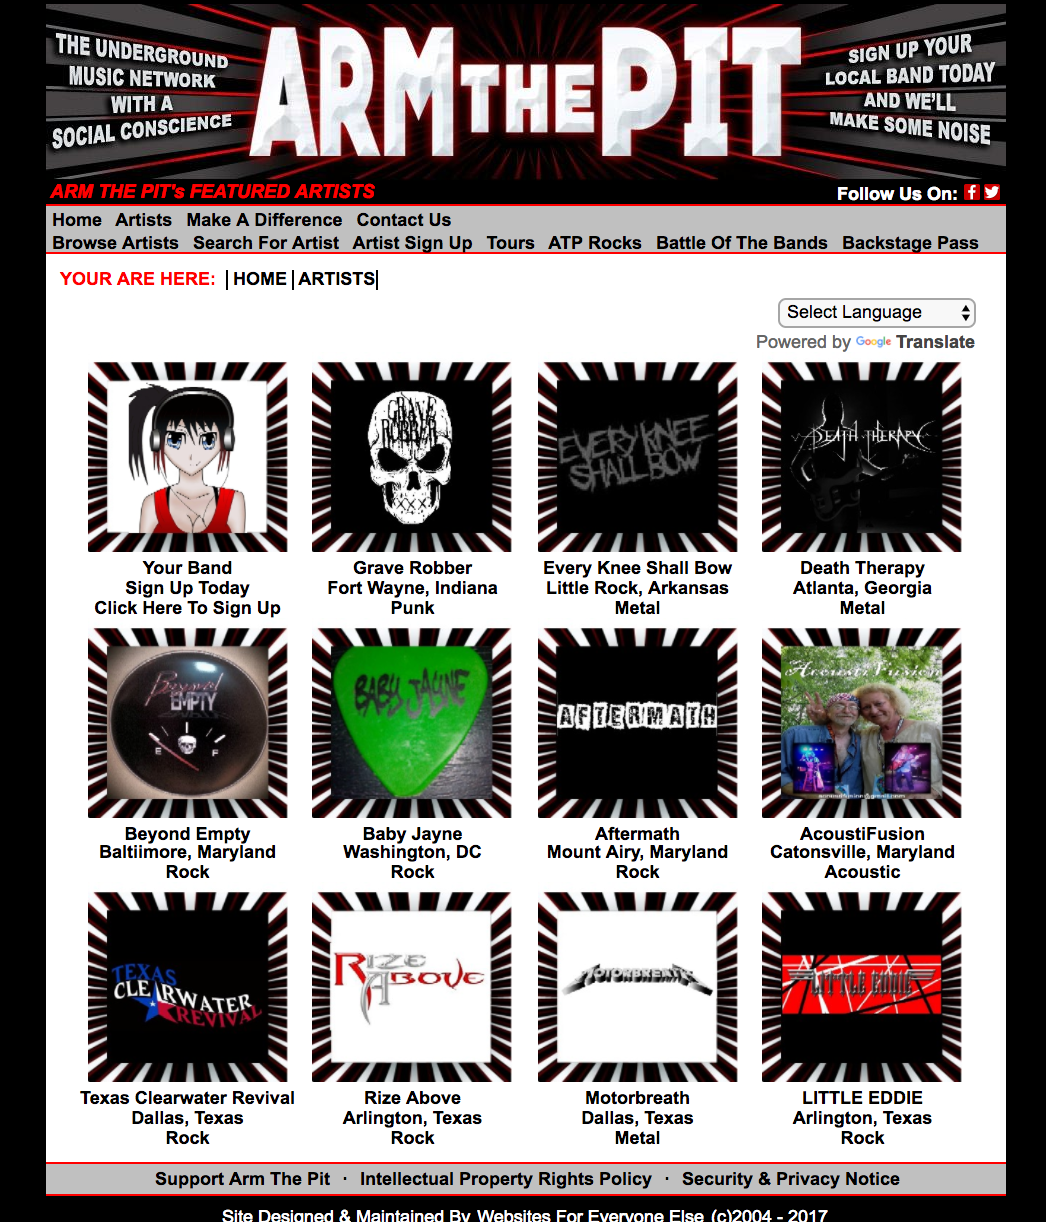 THE UNDERGROUND
MUSIC NETWORK
WITH A
SOCIAL CONSCIENCE
ARM THE PIT
SIGN UP YOUR
LOCAL BAND TODAY
AND WE'LL
MAKE SOME NOISE
ARM THE PIT's FEATURED ARTISTS
Follow Us On:
Home Artists Make A Difference Contact Us
Browse Artists Search For Artist Artist Sign Up Tours ATP Rocks Battle Of The Bands Backstage Pass
YOUR ARE HERE: | HOME | ARTISTS|
Select Language
Powered by Google Translate
GRAVE
ROBBER
EVERY KNEE
SHALL BOW
DEATH THERAPY
Your Band
Sign Up Today
Click Here To Sign Up
Grave Robber
Fort Wayne, Indiana
Punk
Every Knee Shall Bow
Little Rock, Arkansas
Metal
Death Therapy
Atlanta, Georgia
Metal
Beyond
EMPTY
E F
BABY JAYNE
AFTERMATH
AcoustiFusion
acoustifusion@gmail.com
Beyond Empty
Baltiimore, Maryland
Rock
Baby Jayne
Washington, DC
Rock
Aftermath
Mount Airy, Maryland
Rock
AcoustiFusion
Catonsville, Maryland
Acoustic
TEXAS
CLEARWATER
REVIVAL
RIZE
ABOVE
MOTORBREATH
LITTLE EDDIE
Texas Clearwater Revival
Dallas, Texas
Rock
Rize Above
Arlington, Texas
Rock
Motorbreath
Dallas, Texas
Metal
LITTLE EDDIE
Arlington, Texas
Rock
Support Arm The Pit · Intellectual Property Rights Policy · Security & Privacy Notice
Site Designed & Maintained By Websites For Everyone Else (c)2004 - 2017